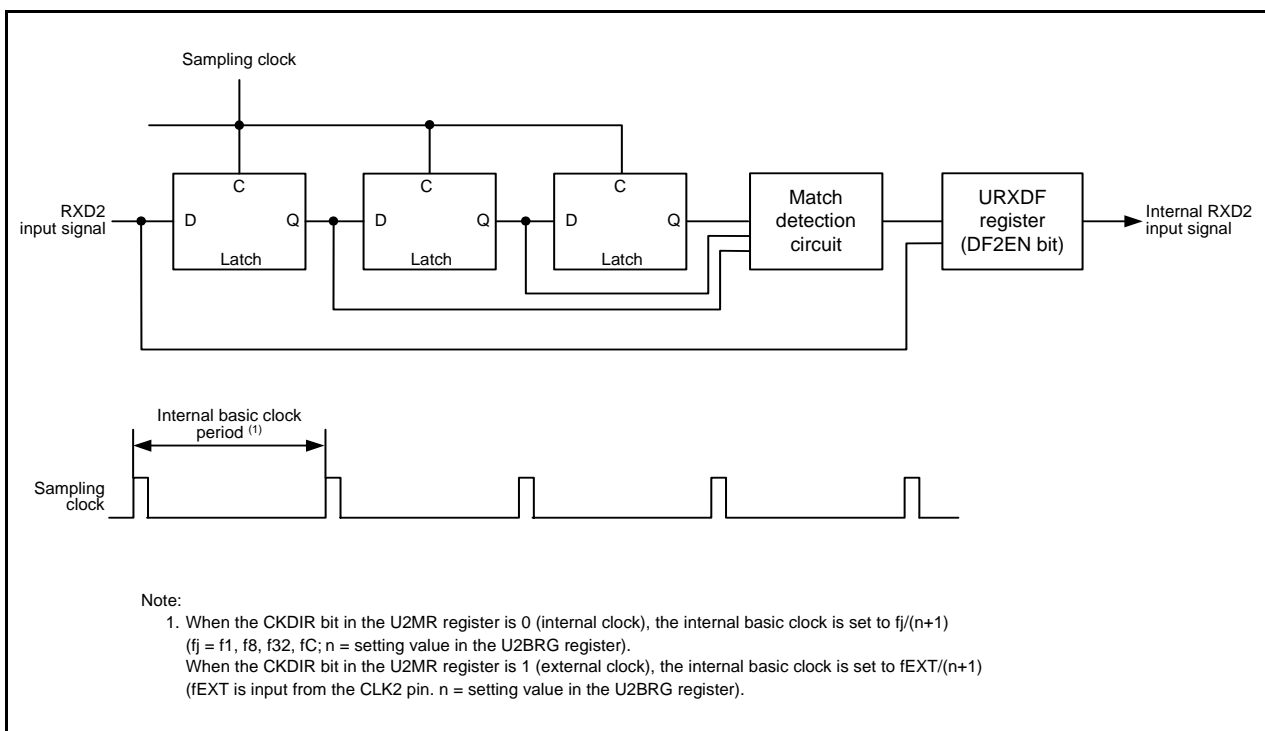 Sampling clock
C
C
C
RXD2
input signal
D
Q
Latch
D
Q
Latch
D
Q
Latch
Match
detection
circuit
URXDF
register
(DF2EN bit)
Internal RXD2
input signal
Internal basic clock
period (1)
Sampling
clock
Note:
1. When the CKDIR bit in the U2MR register is 0 (internal clock), the internal basic clock is set to fj/(n+1)
(fj = f1, f8, f32, fC; n = setting value in the U2BRG register).
When the CKDIR bit in the U2MR register is 1 (external clock), the internal basic clock is set to fEXT/(n+1)
(fEXT is input from the CLK2 pin. n = setting value in the U2BRG register).